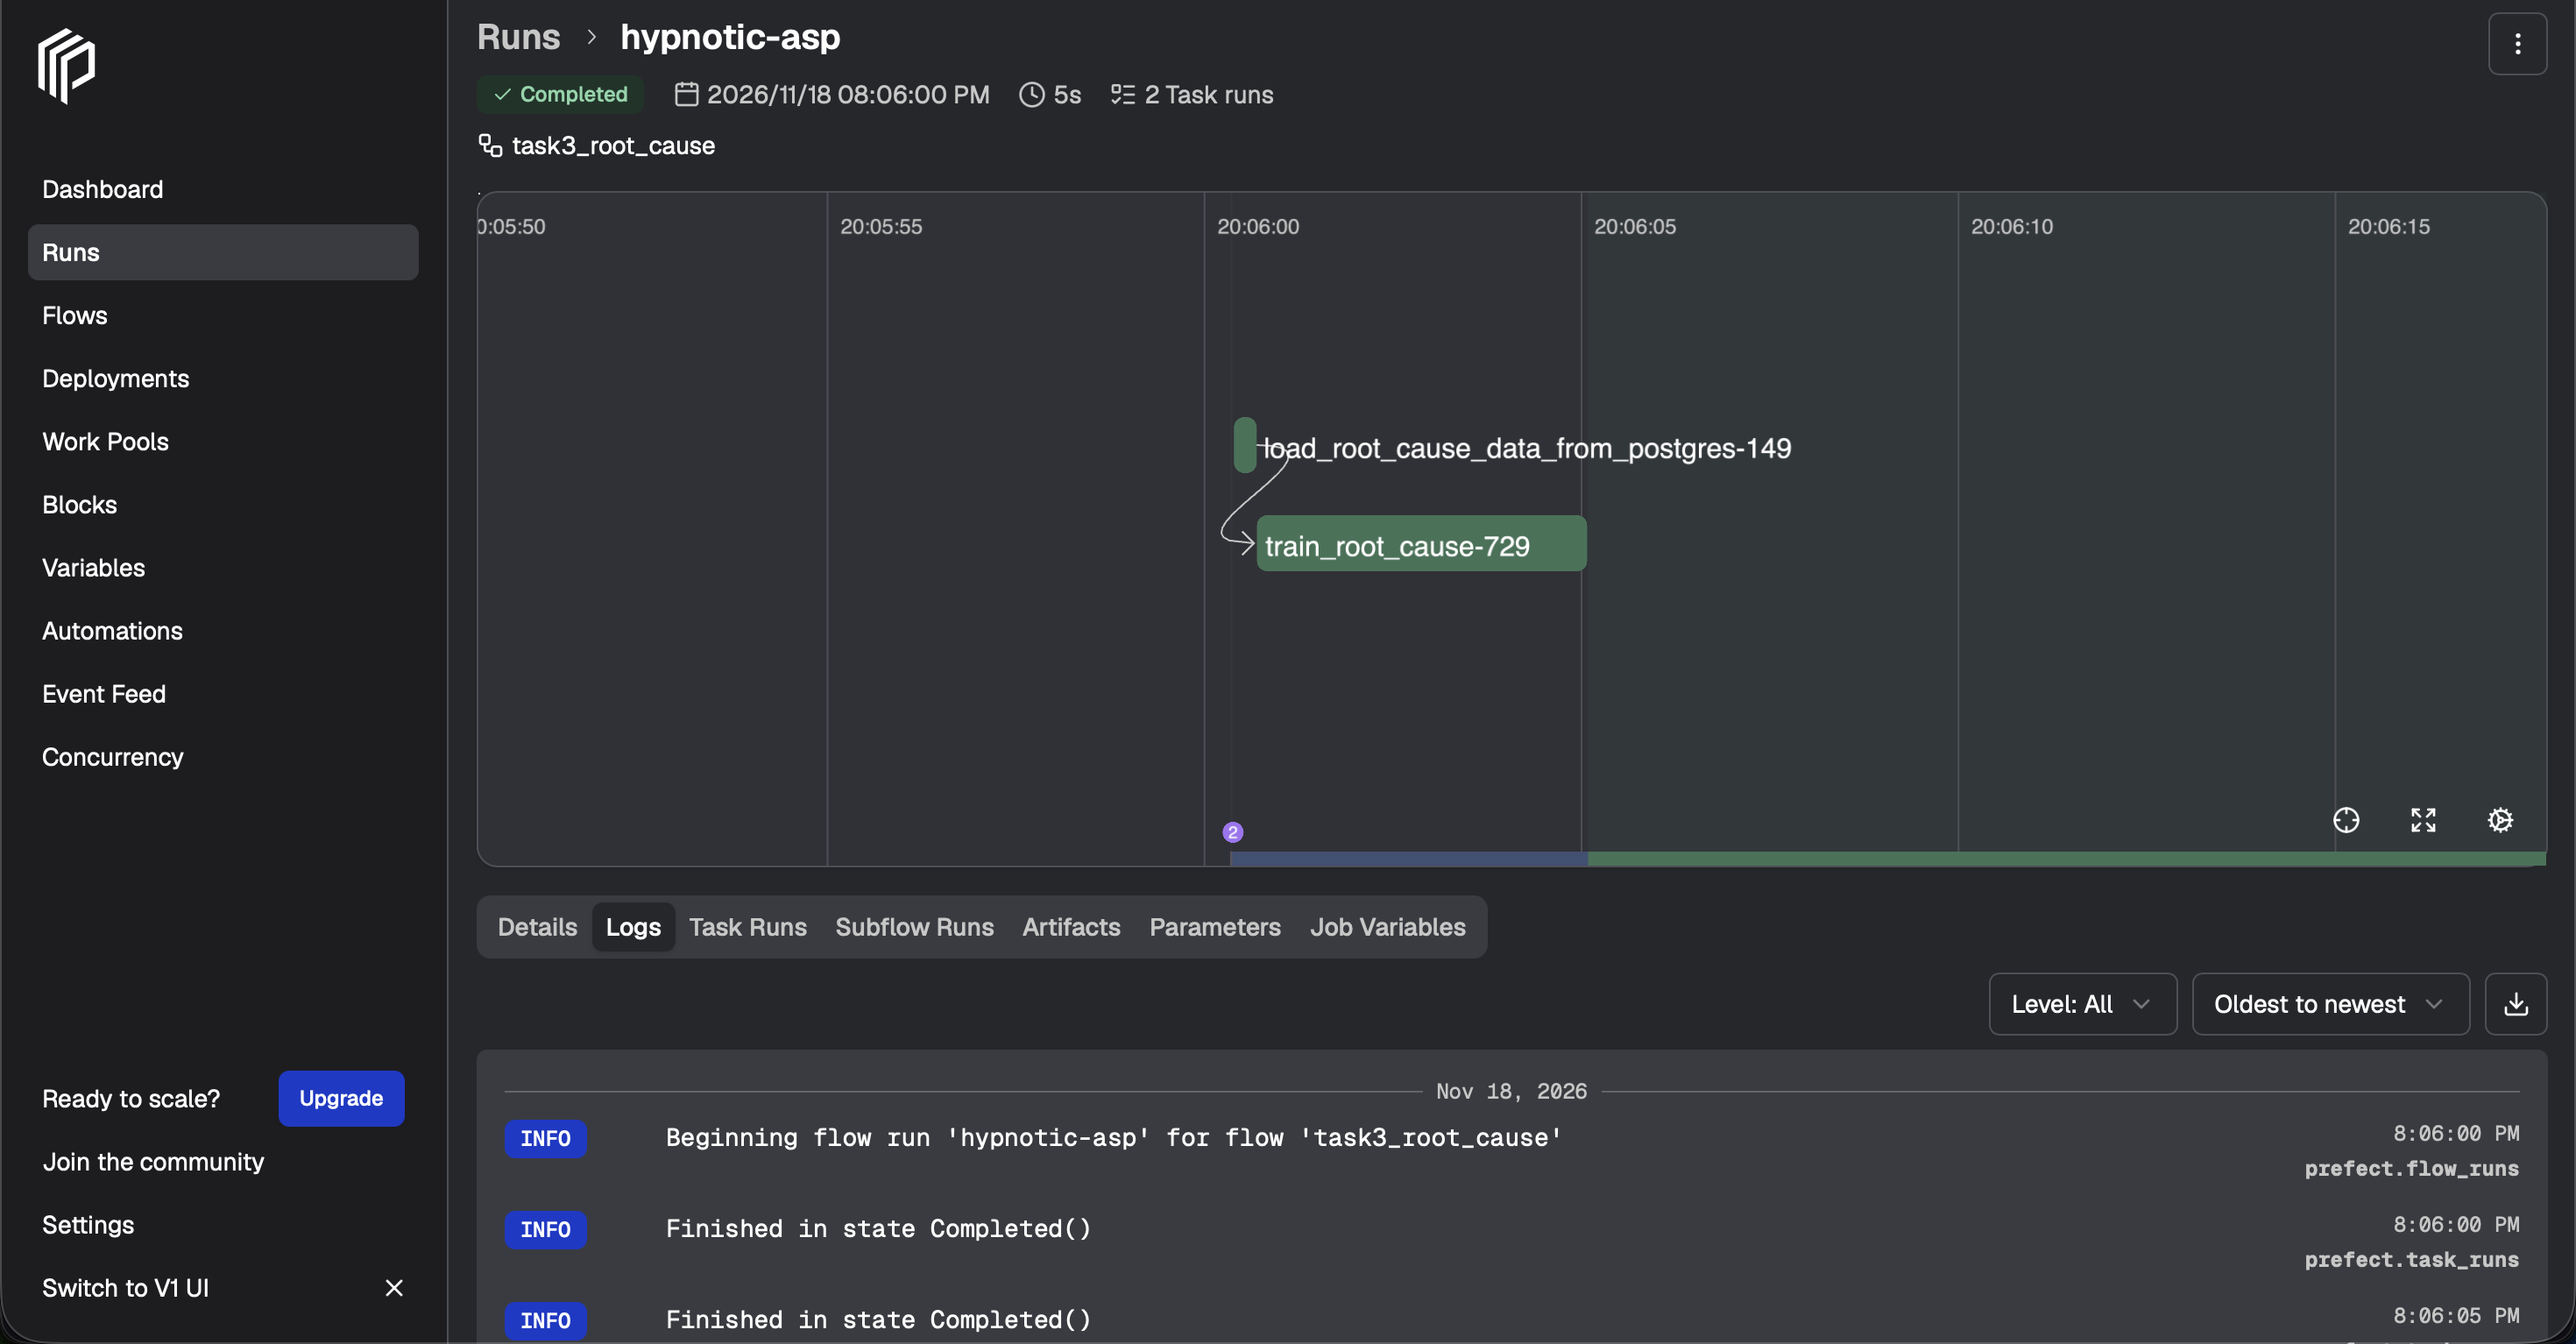 Runs > hypnotic-asp
Completed 2026/11/18 08:06:00 PM 5s 2 Task runs
task3_root_cause
Dashboard
Runs
Flows
Deployments
Work Pools
Blocks
Variables
Automations
Event Feed
Concurrency
Ready to scale? Upgrade
Join the community
Settings
Switch to V1 UI
0:05:50 20:05:55 20:06:00 20:06:05 20:06:10 20:06:15
load_root_cause_data_from_postgres-149
train_root_cause-729
2
Details Logs Task Runs Subflow Runs Artifacts Parameters Job Variables
Level: All Oldest to newest
Nov 18, 2026
INFO Beginning flow run 'hypnotic-asp' for flow 'task3_root_cause' 8:06:00 PM
prefect.flow_runs
INFO Finished in state Completed() 8:06:00 PM
prefect.task_runs
INFO Finished in state Completed() 8:06:05 PM